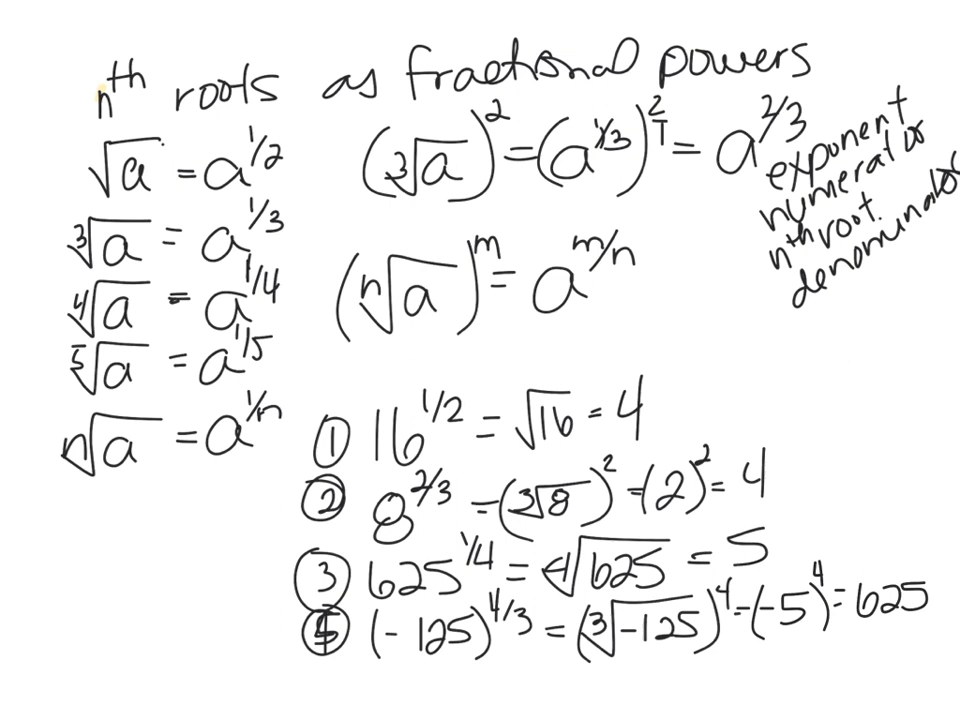 nth roots as fractional powers
√a = a^1/2
∛a = a^1/3
∜a = a^1/4
⁵√a = a^1/5
ⁿ√a = a^1/n
(∛a)^2 = (a^1/3)^2/1 = a^2/3
exponent
numerator
nth root.
denominator
(ⁿ√a)^m = a^m/n
① 16^1/2 = √16 = 4
② 8^2/3 = (∛8)^2 = (2)^2 = 4
③ 625^1/4 = ∜625 = 5
④ (-125)^4/3 = (∛-125)^4 = (-5)^4 = 625